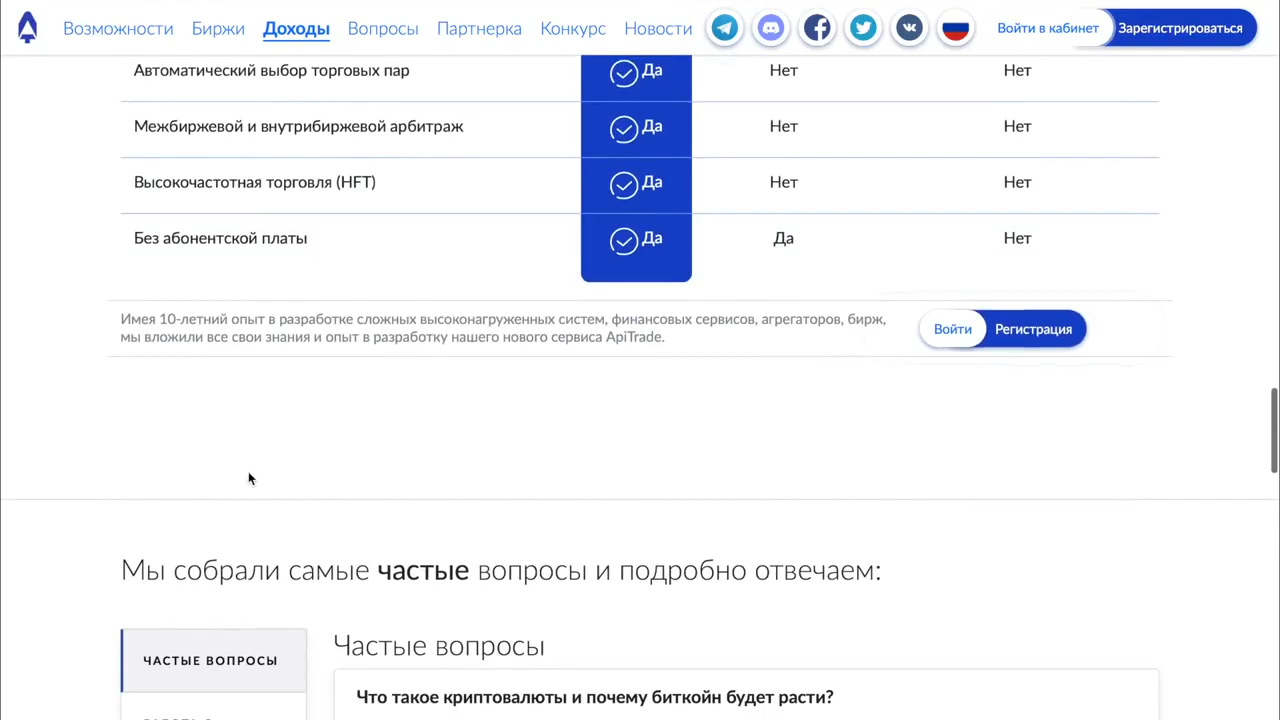 Возможности Биржи Доходы Вопросы Партнерка Конкурс Новости Войти в кабинет Зарегистрироваться
Автоматический выбор торговых пар Да Нет Нет
Межбиржевой и внутрибиржевой арбитраж Да Нет Нет
Высокочастотная торговля (HFT) Да Нет Нет
Без абонентской платы Да Да Нет
Имея 10-летний опыт в разработке сложных высоконагруженных систем, финансовых сервисов, агрегаторов, бирж,
мы вложили все свои знания и опыт в разработку нашего нового сервиса ApiTrade.
Войти Регистрация
Мы собрали самые частые вопросы и подробно отвечаем:
ЧАСТЫЕ ВОПРОСЫ
Частые вопросы
Что такое криптовалюты и почему биткойн будет расти?